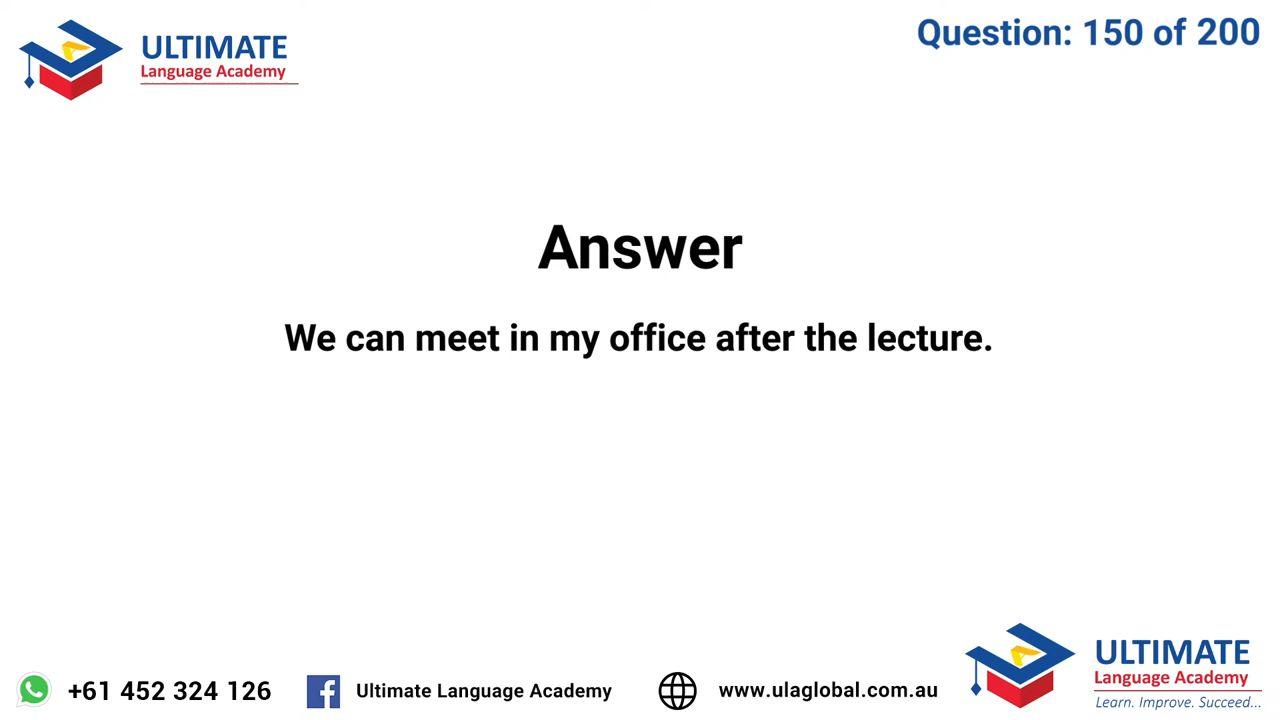 ULTIMATE
Language Academy
Question: 150 of 200
Answer
We can meet in my office after the lecture.
+61 452 324 126
Ultimate Language Academy
www.ulaglobal.com.au
ULTIMATE
Language Academy
Learn. Improve. Succeed...